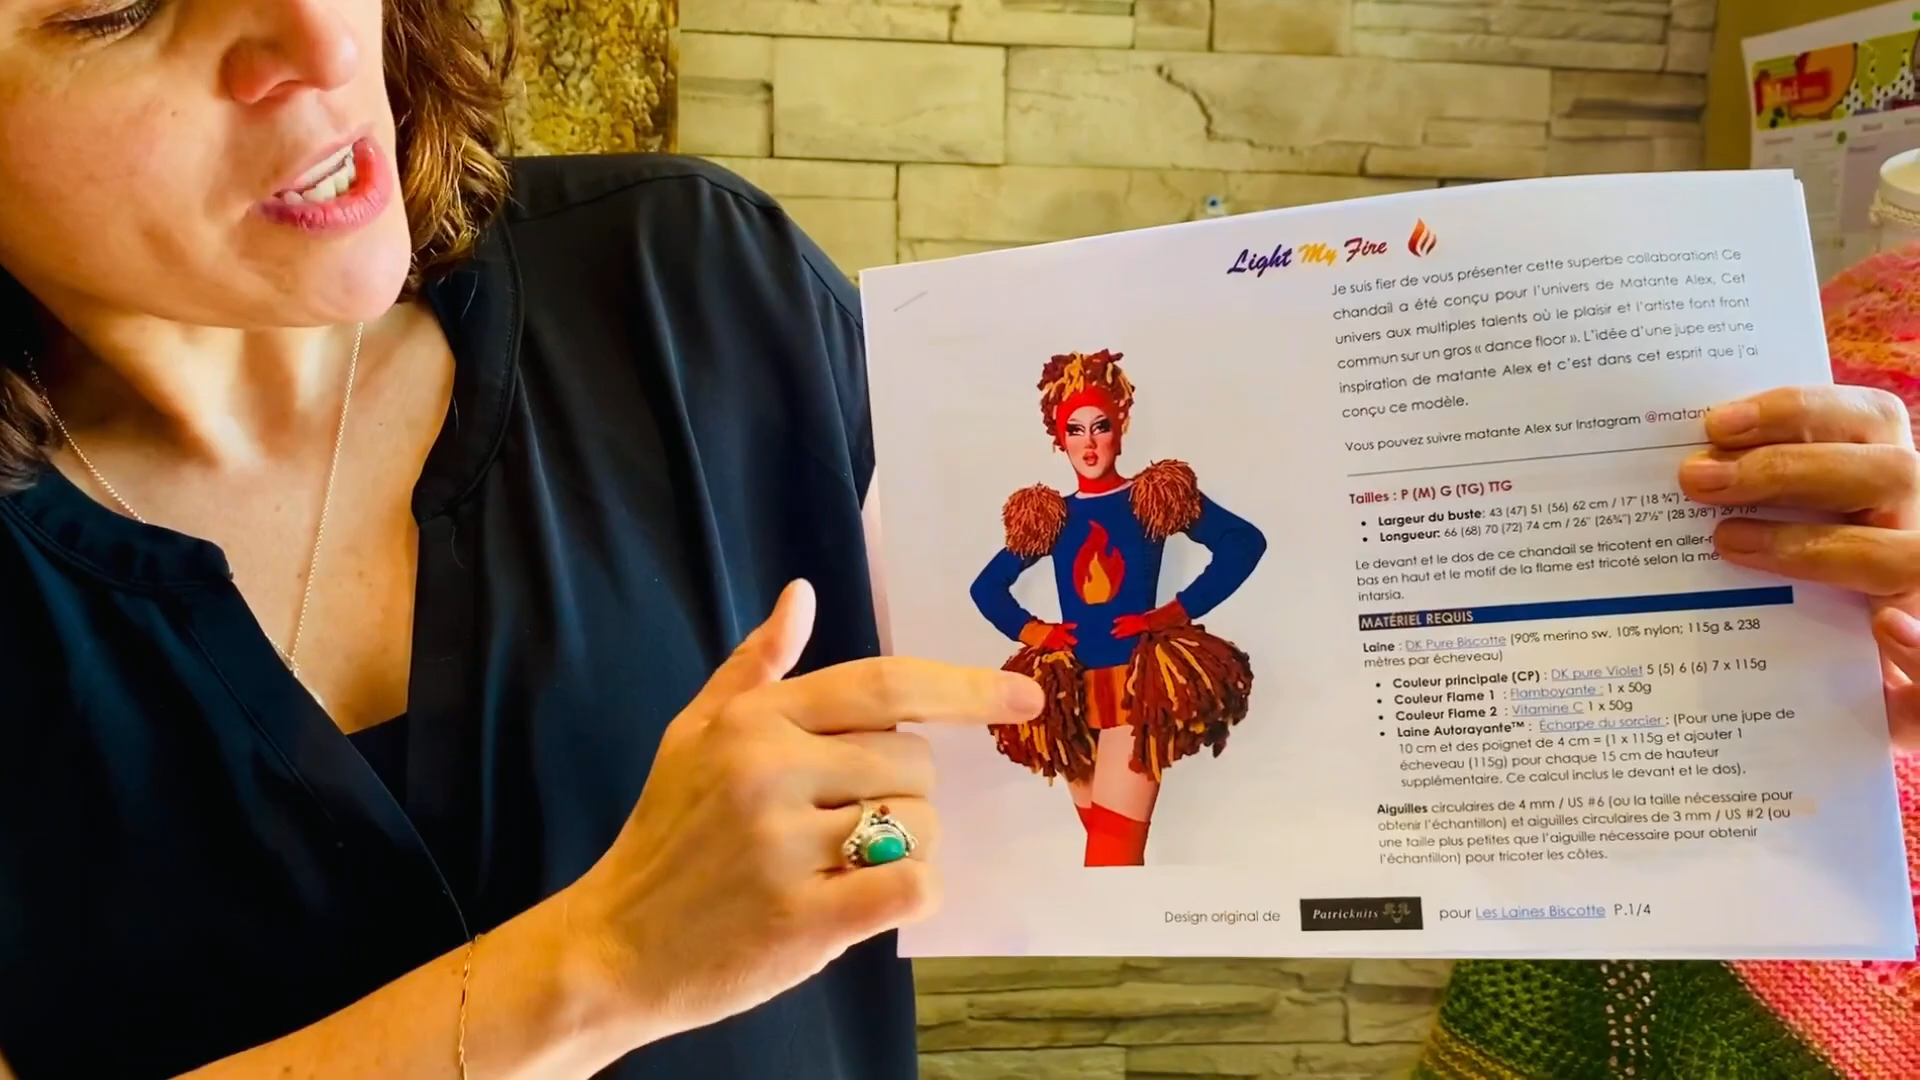 Light My Fire
Je suis fier de vous présenter cette superbe collaboration! Ce
chandail a été conçu pour l'univers de Matante Alex. Cet
univers aux multiples talents où le plaisir et l'artiste font front
commun sur un gros « dance floor ». L'idée d'une jupe est une
inspiration de matante Alex et c'est dans cet esprit que j'ai
conçu ce modèle.
Vous pouvez suivre matante Alex sur Instagram @matant
Tailles : P (M) G (TG) TTG
• Largeur du buste: 43 (47) 51 (56) 62 cm / 17" (18 ¾") 2
• Longueur: 66 (68) 70 (72) 74 cm / 26" (26¾") 27½" (28 3/8") 29 1/8"
Le devant et le dos de ce chandail se tricotent en aller-r
bas en haut et le motif de la flame est tricoté selon la mé
intarsia.
MATÉRIEL REQUIS
Laine : DK Pure Biscotte (90% merino sw, 10% nylon; 115g & 238
mètres par écheveau)
• Couleur principale (CP) : DK pure Violet 5 (5) 6 (6) 7 x 115g
• Couleur Flame 1 : Flamboyante : 1 x 50g
• Couleur Flame 2 : Vitamine C 1 x 50g
• Laine Autorayante™ : Écharpe du sorcier : (Pour une jupe de
10 cm et des poignet de 4 cm = (1 x 115g et ajouter 1
écheveau (115g) pour chaque 15 cm de hauteur
supplémentaire. Ce calcul inclus le devant et le dos).
Aiguilles circulaires de 4 mm / US #6 (ou la taille nécessaire pour
obtenir l'échantillon) et aiguilles circulaires de 3 mm / US #2 (ou
une taille plus petites que l'aiguille nécessaire pour obtenir
l'échantillon) pour tricoter les côtes.
Design original de Patricknits pour Les Laines Biscotte P.1/4